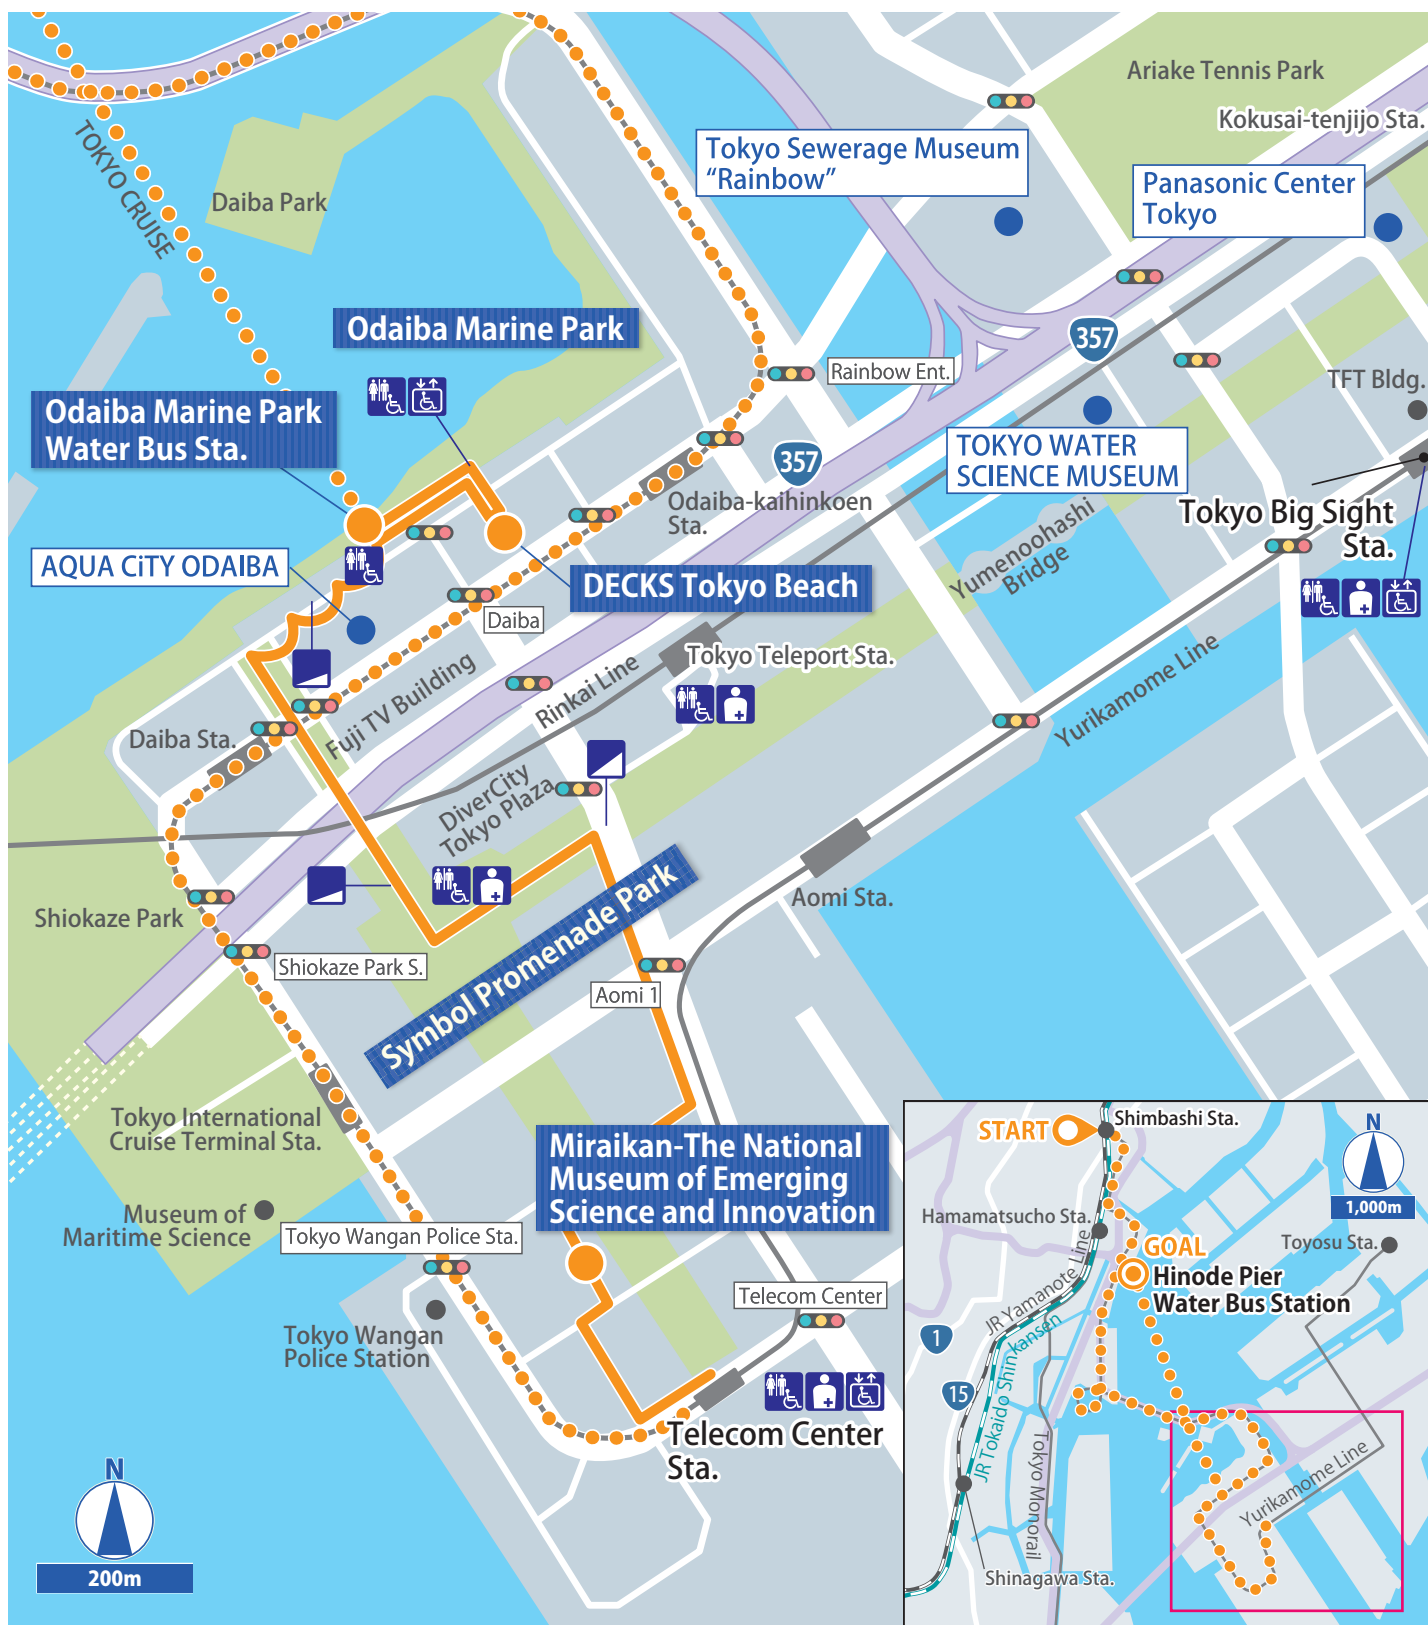 Ariake Tennis Park
Kokusai-tenjijo Sta.
Tokyo Sewerage Museum
“Rainbow”
Panasonic Center
Tokyo
TOKYO CRUISE
Daiba Park
Odaiba Marine Park
357
Rainbow Ent.
TFT Bldg.
Odaiba Marine Park
Water Bus Sta.
TOKYO WATER
SCIENCE MUSEUM
357
Odaiba-kaihinkoen
Sta.
Tokyo Big Sight
Sta.
Yumenoohashi
Bridge
AQUA CiTY ODAIBA
DECKS Tokyo Beach
Daiba
Tokyo Teleport Sta.
Rinkai Line
Yurikamome Line
Fuji TV Building
Daiba Sta.
DiverCity
Tokyo Plaza
Aomi Sta.
Shiokaze Park
Shiokaze Park S.
Symbol Promenade Park
Aomi 1
Tokyo International
Cruise Terminal Sta.
Miraikan-The National
Museum of Emerging
Science and Innovation
Museum of
Maritime Science
Tokyo Wangan Police Sta.
Telecom Center
Tokyo Wangan
Police Station
Telecom Center
Sta.
N
200m
START
Shimbashi Sta.
N
1,000m
Hamamatsucho Sta.
GOAL
Toyosu Sta.
Hinode Pier
Water Bus Station
JR Yamanote Line
1
15
JR Tokaido Shinkansen
Tokyo Monorail
Yurikamome Line
Shinagawa Sta.